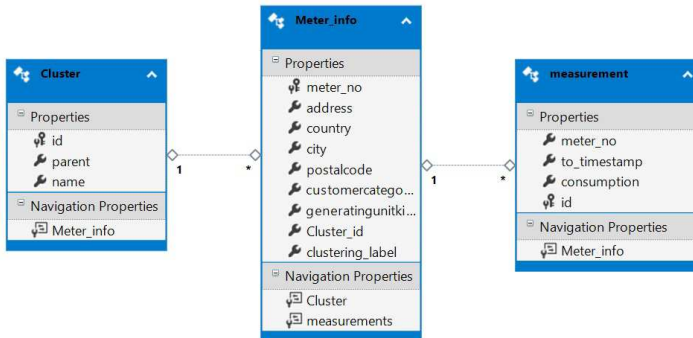 Cluster
Properties
id
parent
name
Navigation Properties
Meter_info
1
*
Meter_info
Properties
meter_no
address
country
city
postalcode
customercatego...
generatingunitki...
Cluster_id
clustering_label
Navigation Properties
Cluster
measurements
1
*
measurement
Properties
meter_no
to_timestamp
consumption
id
Navigation Properties
Meter_info